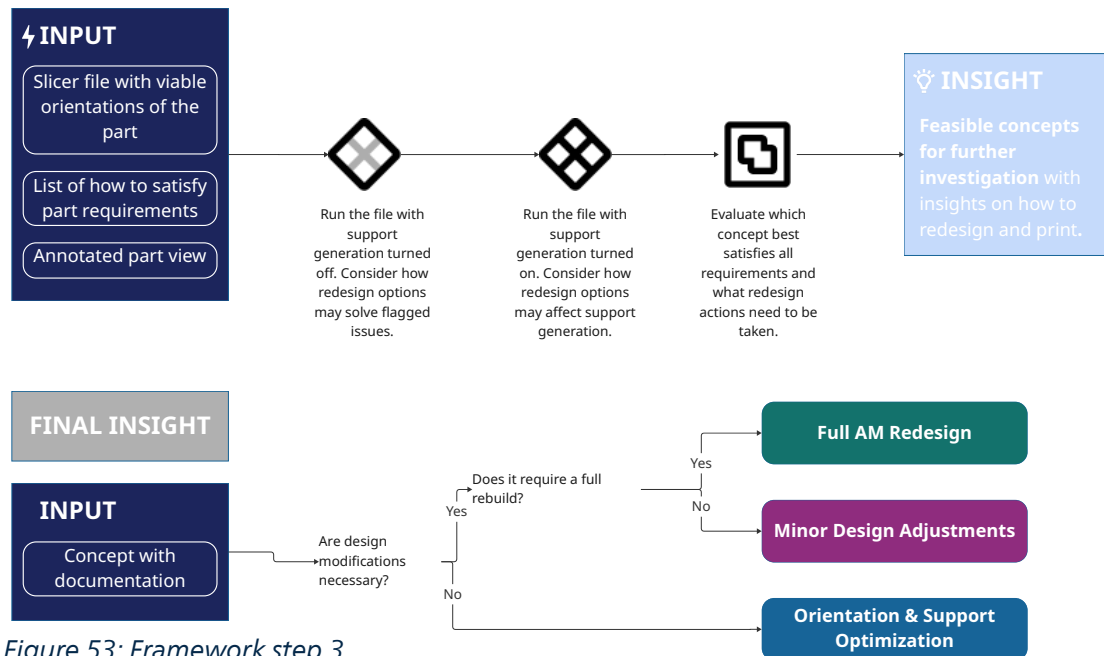 INPUT
Slicer file with viable
orientations of the
part
List of how to satisfy
part requirements
Annotated part view
Run the file with
support
generation turned
off. Consider how
redesign options
may solve flagged
issues.
Run the file with
support
generation turned
on. Consider how
redesign options
may affect support
generation.
Evaluate which
concept best
satisfies all
requirements and
what redesign
actions need to be
taken.
INSIGHT
Feasible concepts
for further
investigation with
insights on how to
redesign and print.
FINAL INSIGHT
INPUT
Concept with
documentation
Are design
modifications
necessary?
Yes
No
Does it require a full
rebuild?
Yes
No
Full AM Redesign
Minor Design Adjustments
Orientation & Support
Optimization
Figure 53: Framework step 3